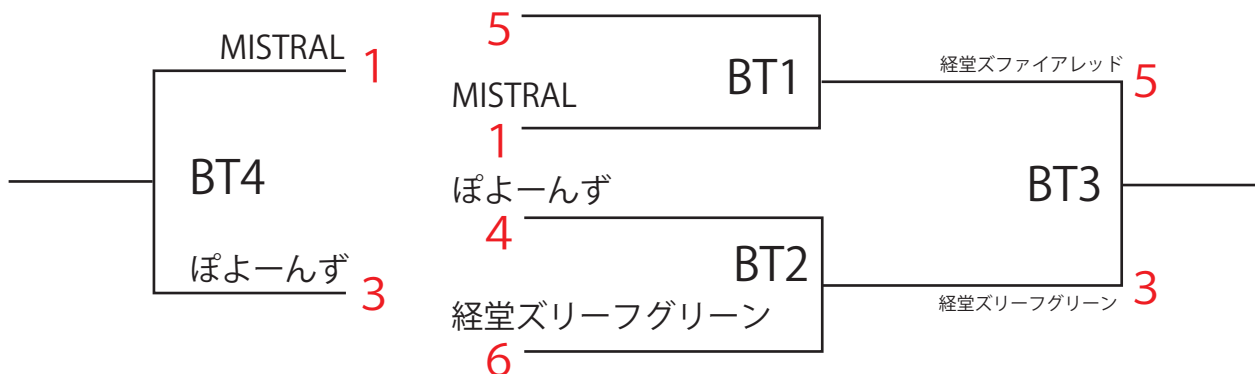 MISTRAL 1
BT4
ぽよーんず 3
5
MISTRAL
1
BT1
ぽよーんず
4
BT2
経堂ズリーフグリーン
6
経堂ズファイアレッド 5
BT3
経堂ズリーフグリーン 3